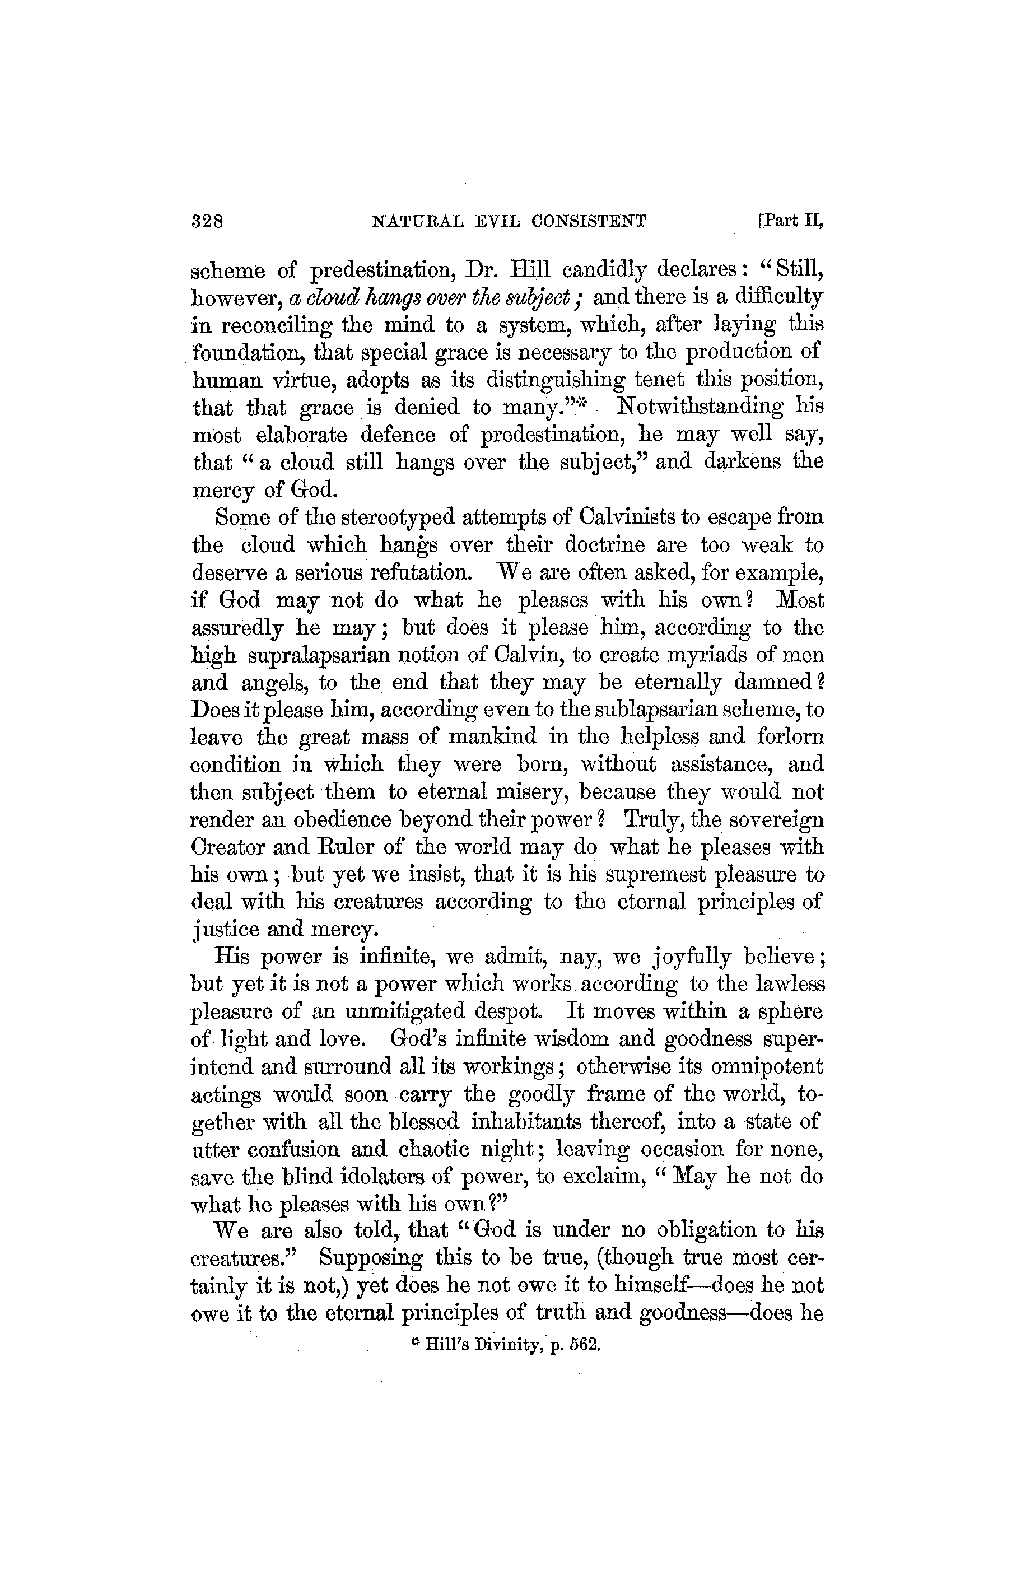 328 NATURAL EVIL CONSISTENT [Part II,
scheme of predestination, Dr. Hill candidly declares: “Still,
however, a cloud hangs over the subject; and there is a difficulty
in reconciling the mind to a system, which, after laying this
foundation, that special grace is necessary to the production of
human virtue, adopts as its distinguishing tenet this position,
that that grace is denied to many.”* Notwithstanding his
most elaborate defence of predestination, he may well say,
that “a cloud still hangs over the subject,” and darkens the
mercy of God.
Some of the stereotyped attempts of Calvinists to escape from
the cloud which hangs over their doctrine are too weak to
deserve a serious refutation. We are often asked, for example,
if God may not do what he pleases with his own? Most
assuredly he may; but does it please him, according to the
high supralapsarian notion of Calvin, to create myriads of men
and angels, to the end that they may be eternally damned?
Does it please him, according even to the sublapsarian scheme, to
leave the great mass of mankind in the helpless and forlorn
condition in which they were born, without assistance, and
then subject them to eternal misery, because they would not
render an obedience beyond their power? Truly, the sovereign
Creator and Ruler of the world may do what he pleases with
his own; but yet we insist, that it is his supremest pleasure to
deal with his creatures according to the eternal principles of
justice and mercy.
His power is infinite, we admit, nay, we joyfully believe;
but yet it is not a power which works according to the lawless
pleasure of an unmitigated despot. It moves within a sphere
of light and love. God’s infinite wisdom and goodness super-
intend and surround all its workings; otherwise its omnipotent
actings would soon carry the goodly frame of the world, to-
gether with all the blessed inhabitants thereof, into a state of
utter confusion and chaotic night; leaving occasion for none,
save the blind idolaters of power, to exclaim, “May he not do
what he pleases with his own?”
We are also told, that “God is under no obligation to his
creatures.” Supposing this to be true, (though true most cer-
tainly it is not,) yet does he not owe it to himself—does he not
owe it to the eternal principles of truth and goodness—does he
* Hill’s Divinity, p. 562.